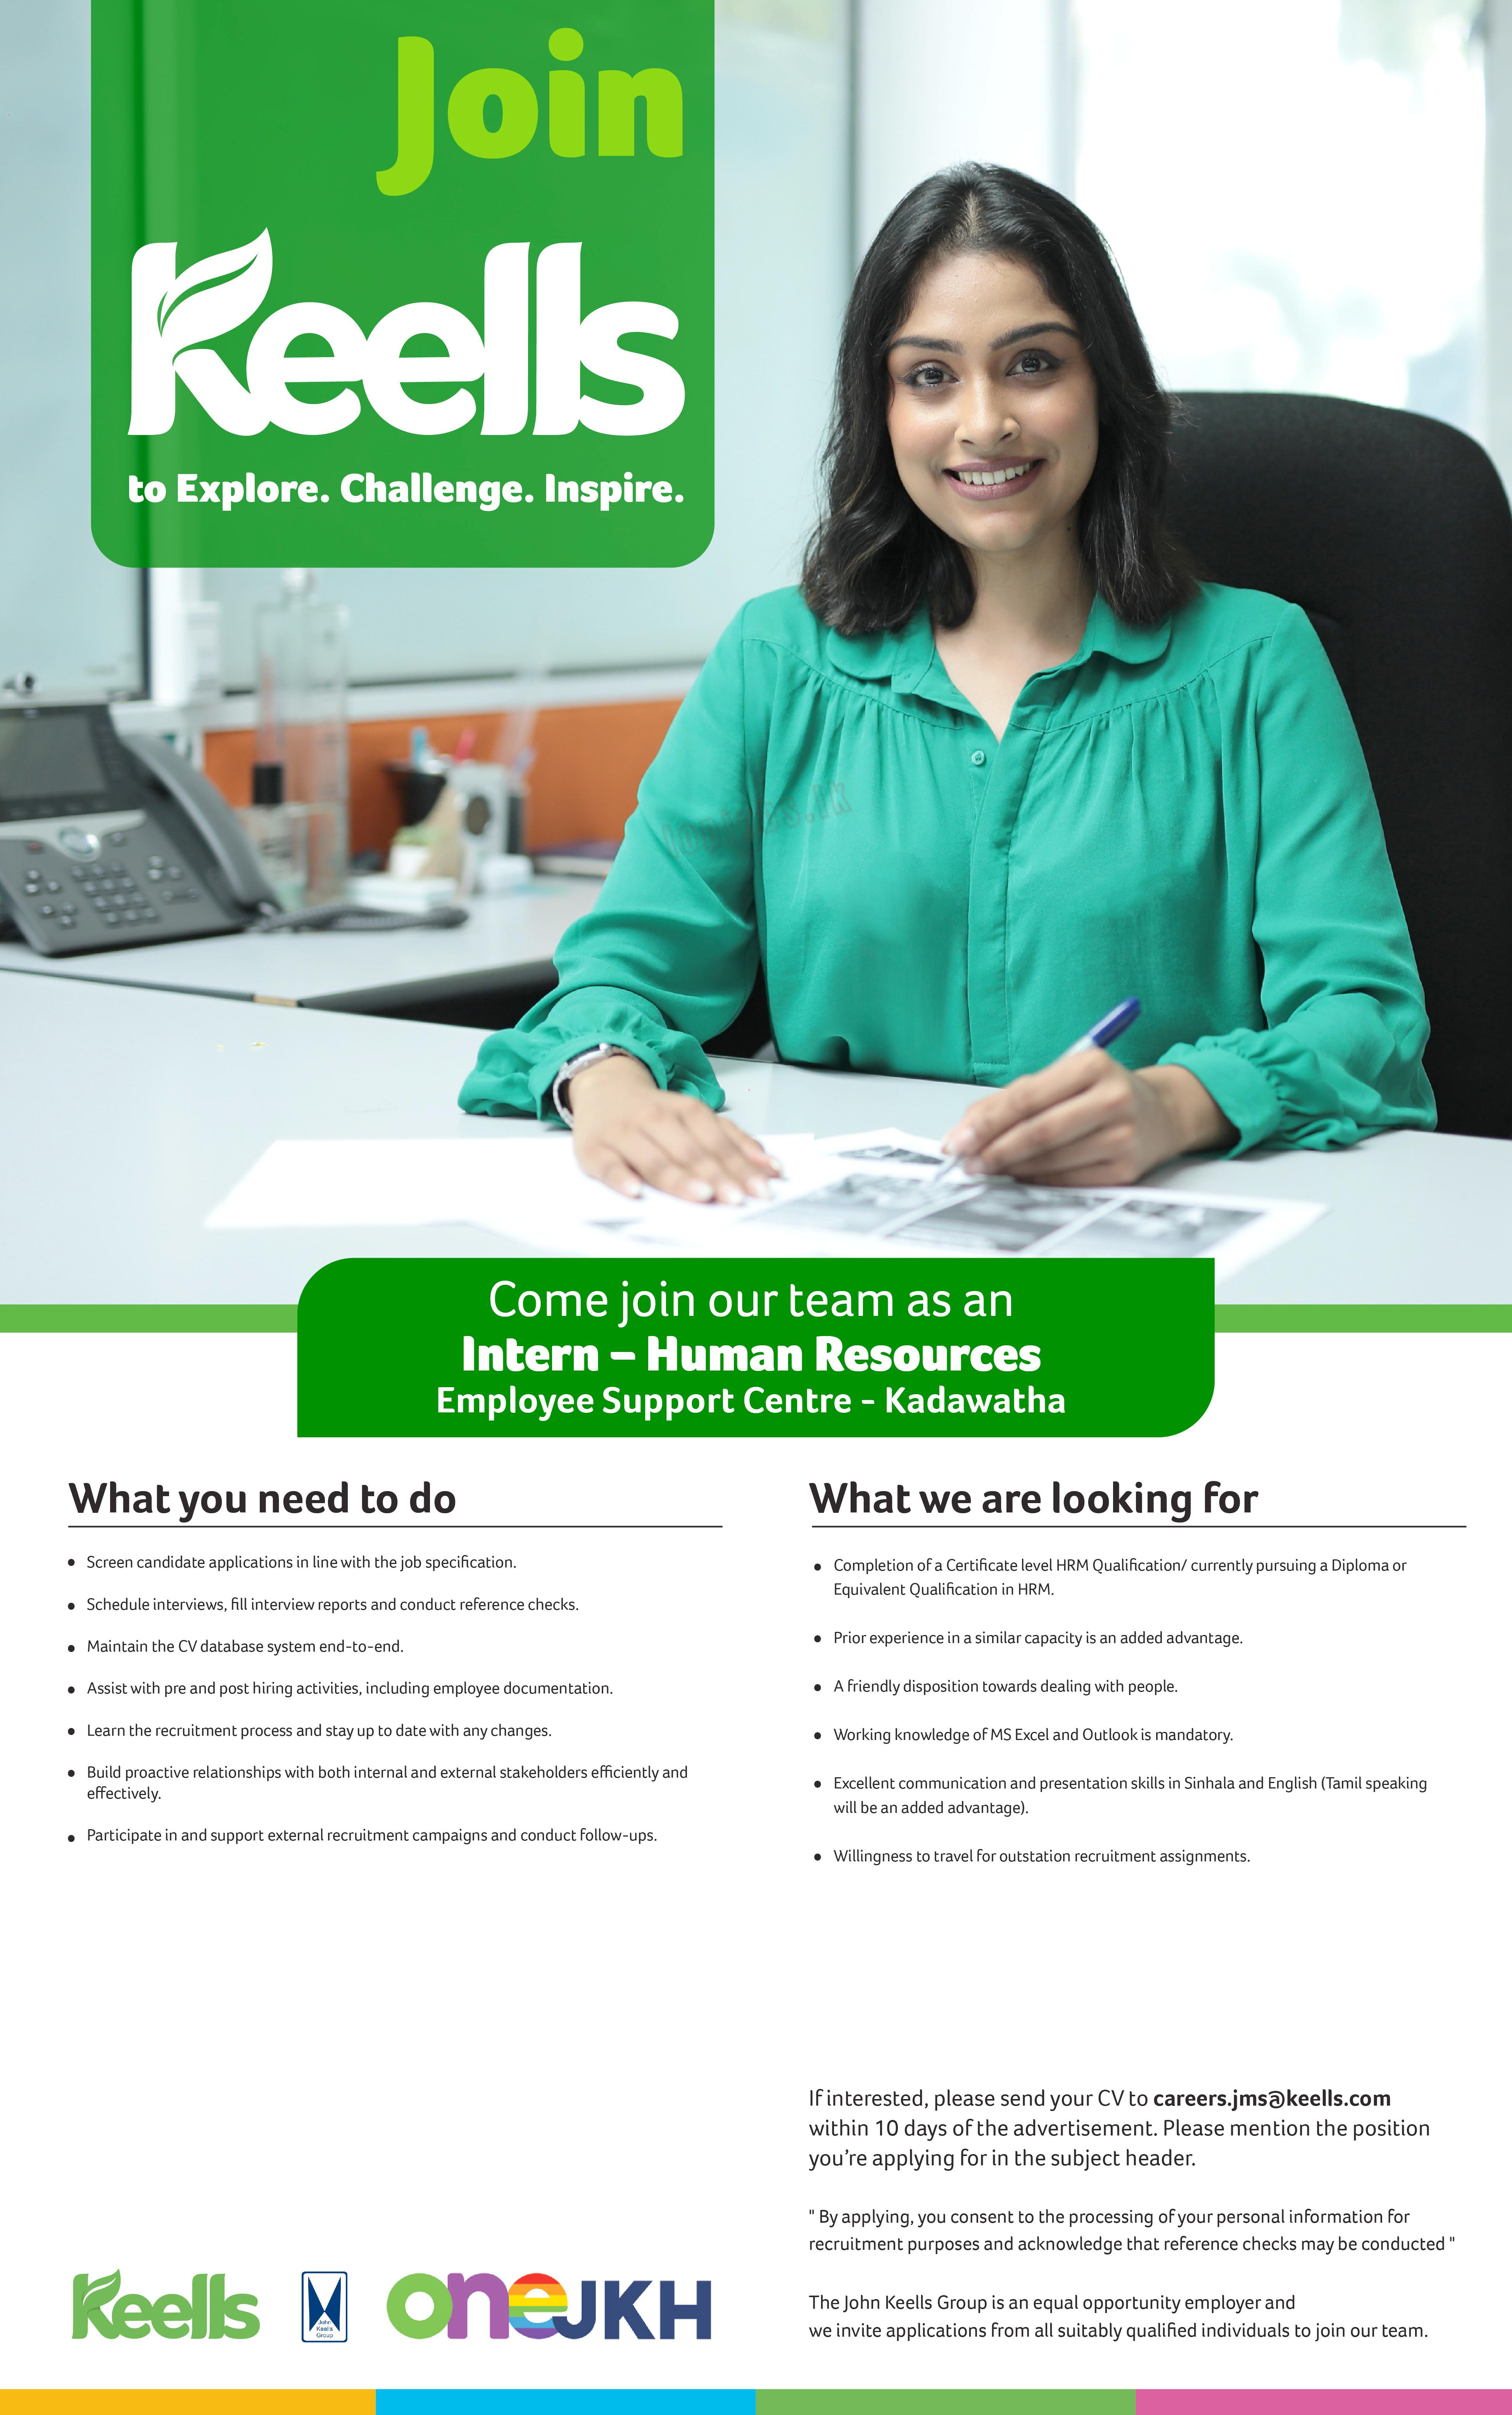 Join
Keells
to Explore. Challenge. Inspire.
Come join our team as an
Intern – Human Resources
Employee Support Centre - Kadawatha
What you need to do
Screen candidate applications in line with the job specification.
Schedule interviews, fill interview reports and conduct reference checks.
Maintain the CV database system end-to-end.
Assist with pre and post hiring activities, including employee documentation.
Learn the recruitment process and stay up to date with any changes.
Build proactive relationships with both internal and external stakeholders efficiently and
effectively.
Participate in and support external recruitment campaigns and conduct follow-ups.
What we are looking for
Completion of a Certificate level HRM Qualification/ currently pursuing a Diploma or
Equivalent Qualification in HRM.
Prior experience in a similar capacity is an added advantage.
A friendly disposition towards dealing with people.
Working knowledge of MS Excel and Outlook is mandatory.
Excellent communication and presentation skills in Sinhala and English (Tamil speaking
will be an added advantage).
Willingness to travel for outstation recruitment assignments.
If interested, please send your CV to careers.jms@keells.com
within 10 days of the advertisement. Please mention the position
you’re applying for in the subject header.
" By applying, you consent to the processing of your personal information for
recruitment purposes and acknowledge that reference checks may be conducted "
The John Keells Group is an equal opportunity employer and
we invite applications from all suitably qualified individuals to join our team.
Keells
John
Keells
Group
oneJKH